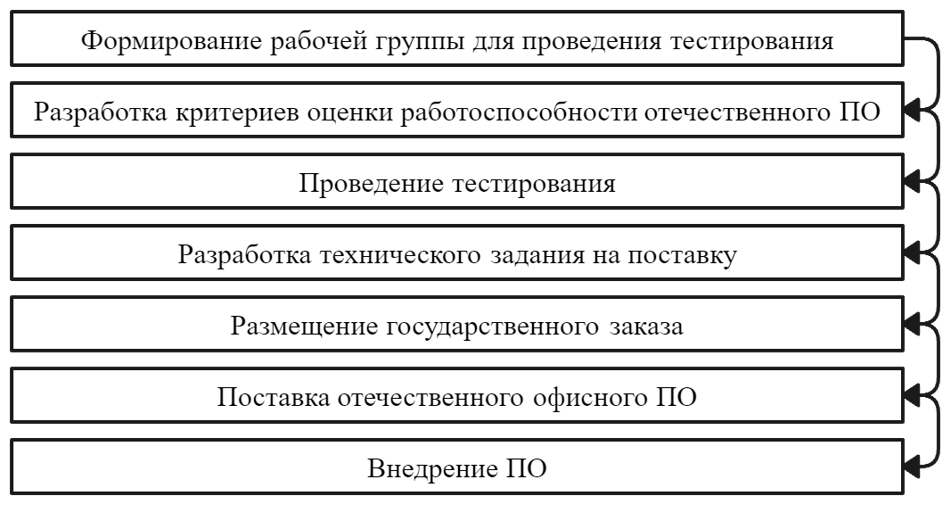 Формирование рабочей группы для проведения тестирования
Разработка критериев оценки работоспособности отечественного ПО
Проведение тестирования
Разработка технического задания на поставку
Размещение государственного заказа
Поставка отечественного офисного ПО
Внедрение ПО